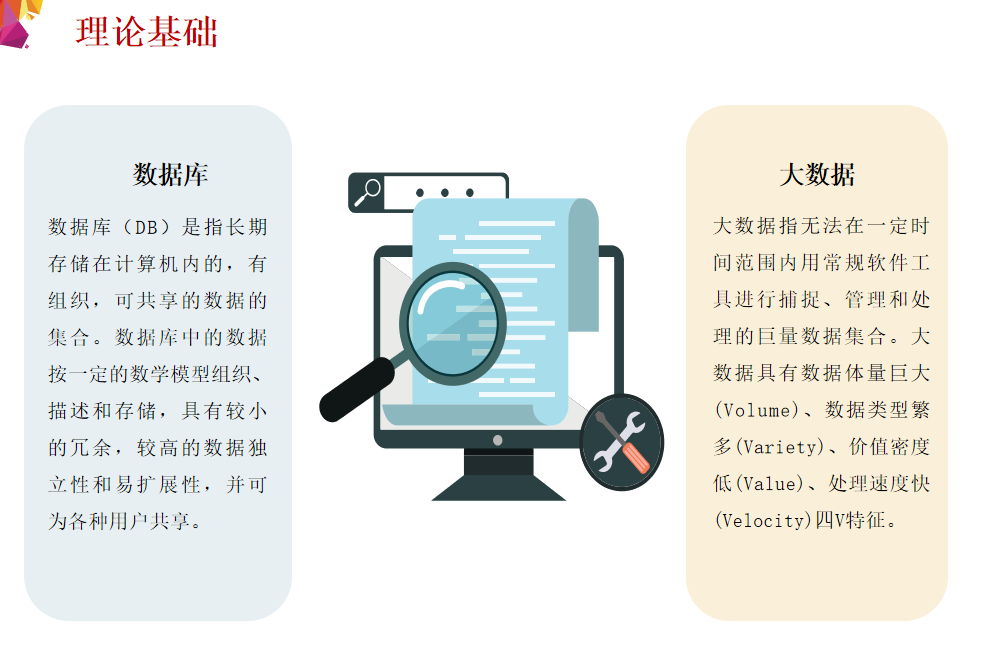 理论基础
数据库
数据库（DB）是指长期
存储在计算机内的，有
组织，可共享的数据的
集合。数据库中的数据
按一定的数学模型组织、
描述和存储，具有较小
的冗余，较高的数据独
立性和易扩展性，并可
为各种用户共享。
大数据
大数据指无法在一定时
间范围内用常规软件工
具进行捕捉、管理和处
理的巨量数据集合。大
数据具有数据体量巨大
(Volume)、数据类型繁
多(Variety)、价值密度
低(Value)、处理速度快
(Velocity)四V特征。